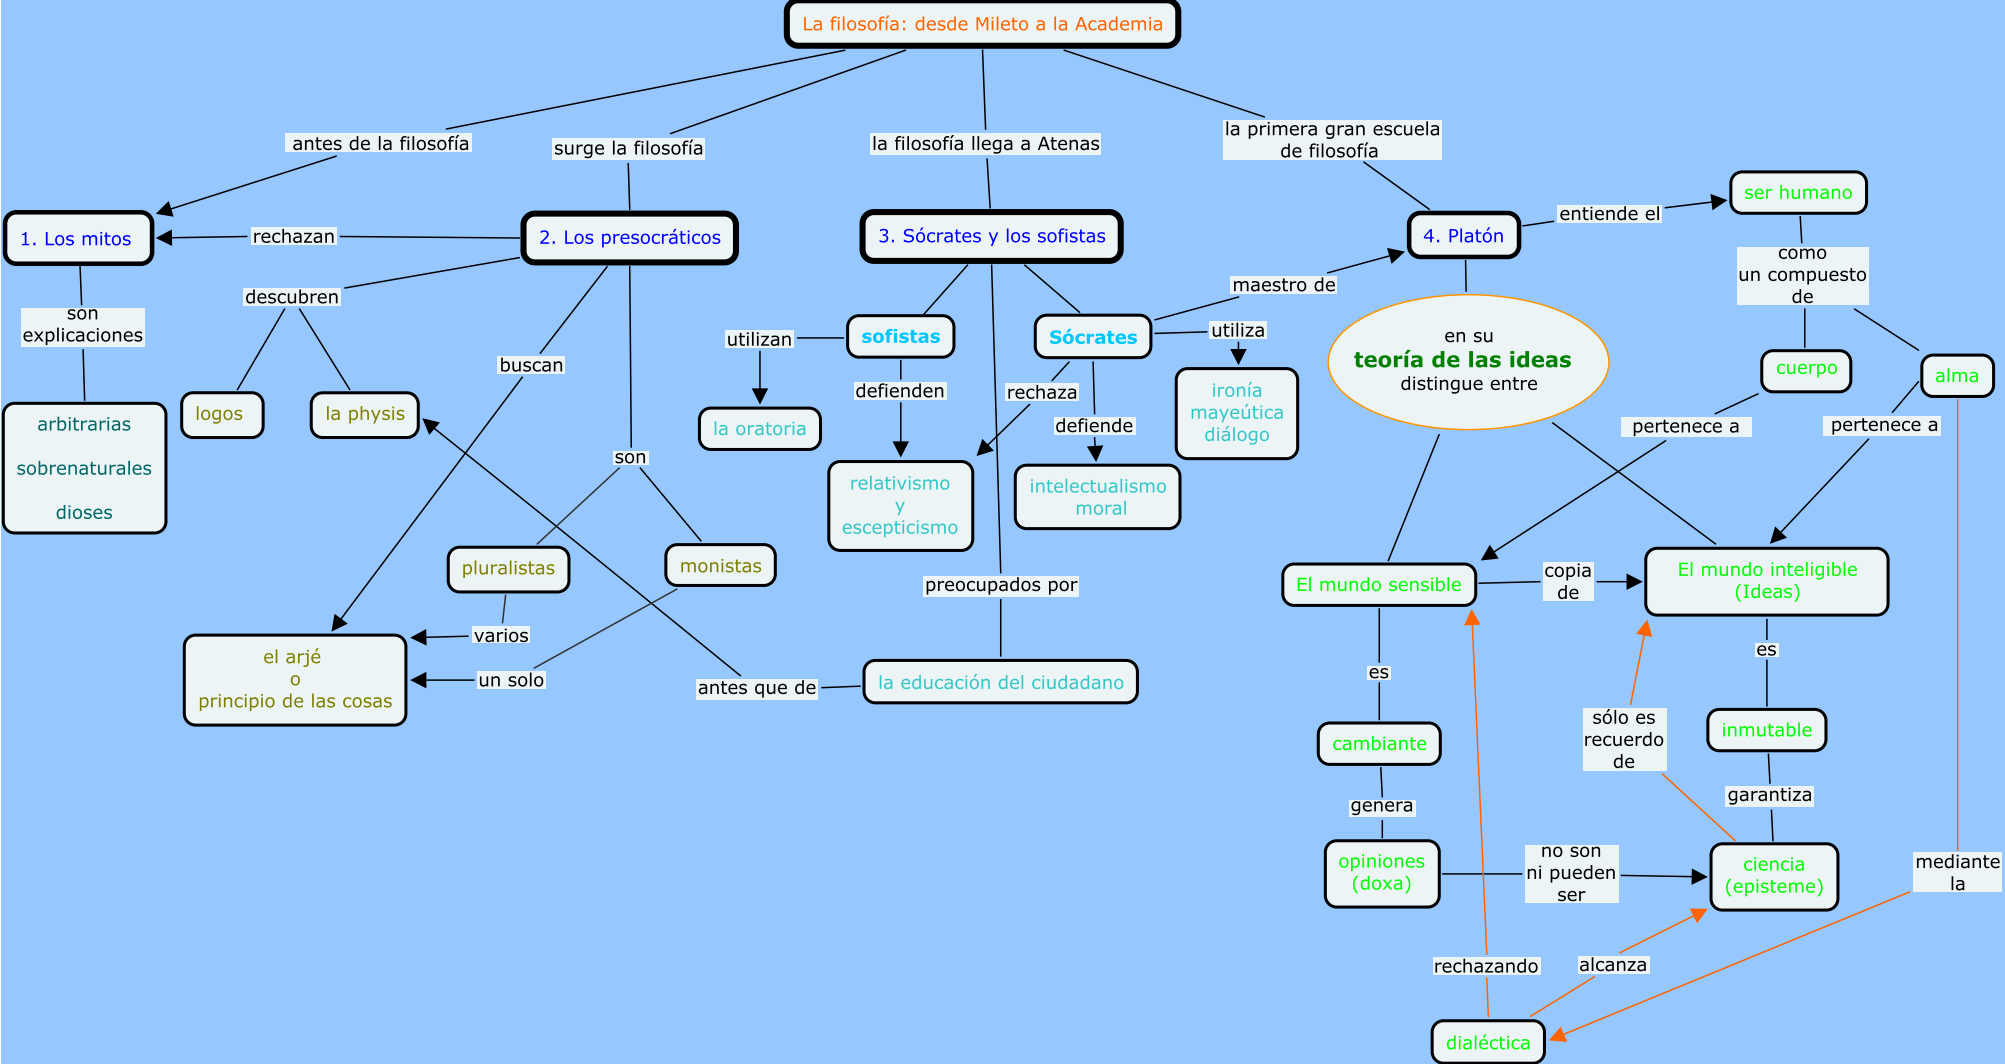 La filosofía: desde Mileto a la Academia
antes de la filosofía
surge la filosofía
la filosofía llega a Atenas
la primera gran escuela
de filosofía
1. Los mitos
rechazan
2. Los presocráticos
3. Sócrates y los sofistas
4. Platón
entiende el
ser humano
como
un compuesto
de
cuerpo
alma
son
explicaciones
arbitrarias
sobrenaturales
dioses
descubren
logos
la physis
buscan
son
pluralistas
monistas
varios
un solo
el arjé
o
principio de las cosas
utilizan
sofistas
la oratoria
defienden
relativismo
y
escepticismo
Sócrates
maestro de
utiliza
ironía
mayeútica
diálogo
rechaza
defiende
intelectualismo
moral
preocupados por
la educación del ciudadano
antes que de
en su
teoría de las ideas
distingue entre
pertenece a
pertenece a
El mundo sensible
copia
de
El mundo inteligible
(Ideas)
es
cambiante
genera
opiniones
(doxa)
no son
ni pueden
ser
es
inmutable
garantiza
ciencia
(episteme)
sólo es
recuerdo
de
mediante
la
rechazando
alcanza
dialéctica